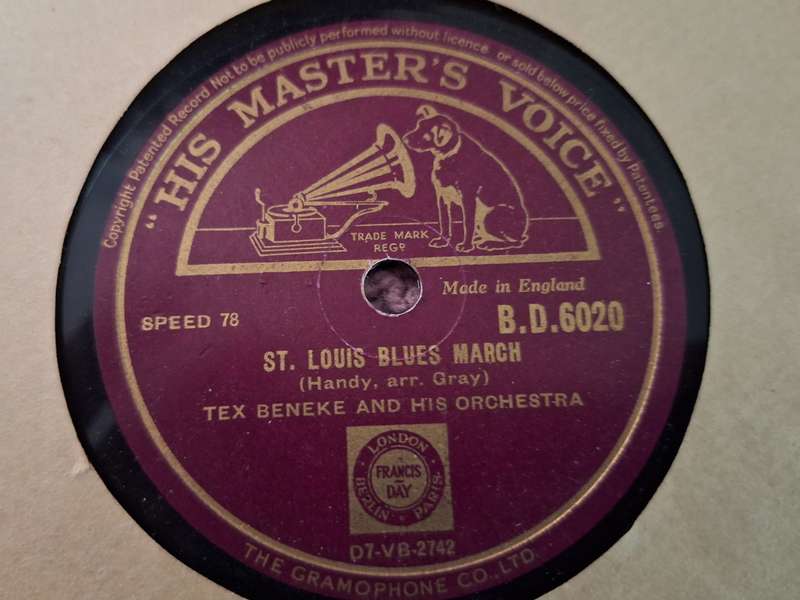 Copyright Patented Record Not to be publicly performed without licence. or sold below price fixed by Patentees.
"HIS MASTER'S VOICE"
TRADE MARK
REGD
Made in England
SPEED 78
B.D.6020
ST. LOUIS BLUES MARCH
(Handy, arr. Gray)
TEX BENEKE AND HIS ORCHESTRA
LONDON
FRANCIS
DAY
BERLIN
PARIS
D7-VB-2742
THE GRAMOPHONE CO. LTD.